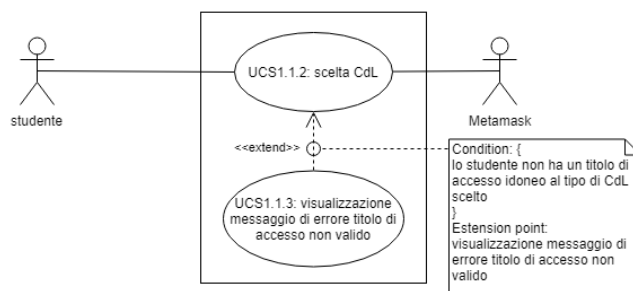 UCS1.1.2: scelta CdL
studente
Metamask
<<extend>>
Condition: {
lo studente non ha un titolo di
accesso idoneo al tipo di CdL
scelto
}
Estension point:
visualizzazione messaggio di
errore titolo di accesso non
valido
UCS1.1.3: visualizzazione
messaggio di errore titolo di
accesso non valido